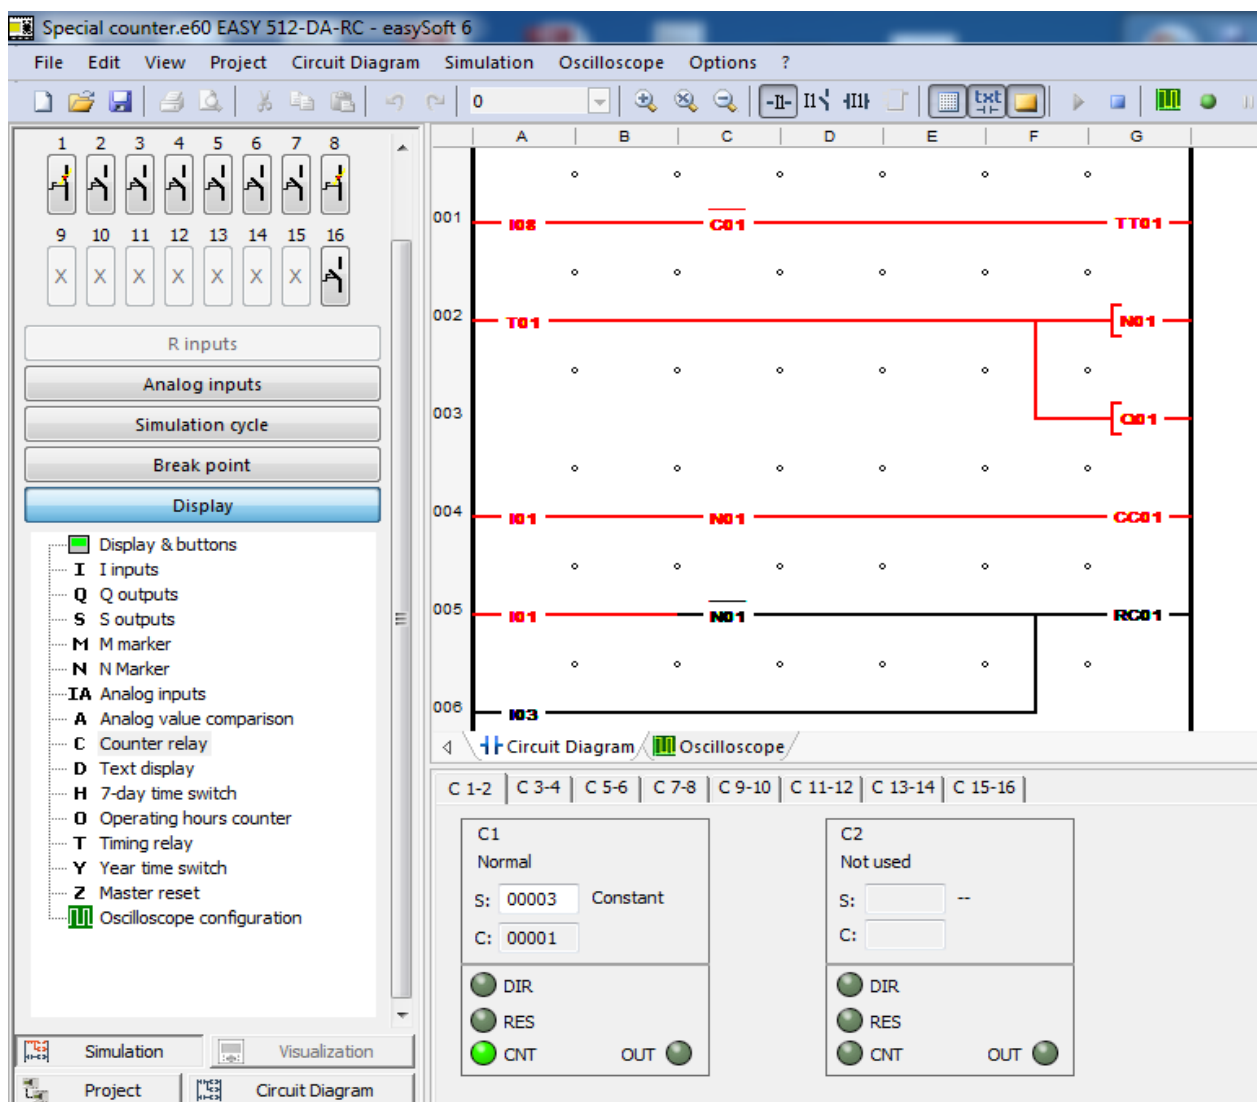 Special counter.e60 EASY 512-DA-RC - easySoft 6
File Edit View Project Circuit Diagram Simulation Oscilloscope Options ?
0
1 2 3 4 5 6 7 8
9 10 11 12 13 14 15 16
X X X X X X X
R inputs
Analog inputs
Simulation cycle
Break point
Display
Display & buttons
I I inputs
Q Q outputs
S S outputs
M M marker
N N Marker
IA Analog inputs
A Analog value comparison
C Counter relay
D Text display
H 7-day time switch
O Operating hours counter
T Timing relay
Y Year time switch
Z Master reset
Oscilloscope configuration
Simulation Visualization
Project Circuit Diagram
A B C D E F G
001 I08 C01 TT01
002 T01 N01
003 Q01
004 I01 N01 CC01
005 I01 N01 RC01
006 I03
Circuit Diagram Oscilloscope
C 1-2 C 3-4 C 5-6 C 7-8 C 9-10 C 11-12 C 13-14 C 15-16
C1
Normal
S: 00003 Constant
C: 00001
DIR
RES
CNT OUT
C2
Not used
S: --
C:
DIR
RES
CNT OUT